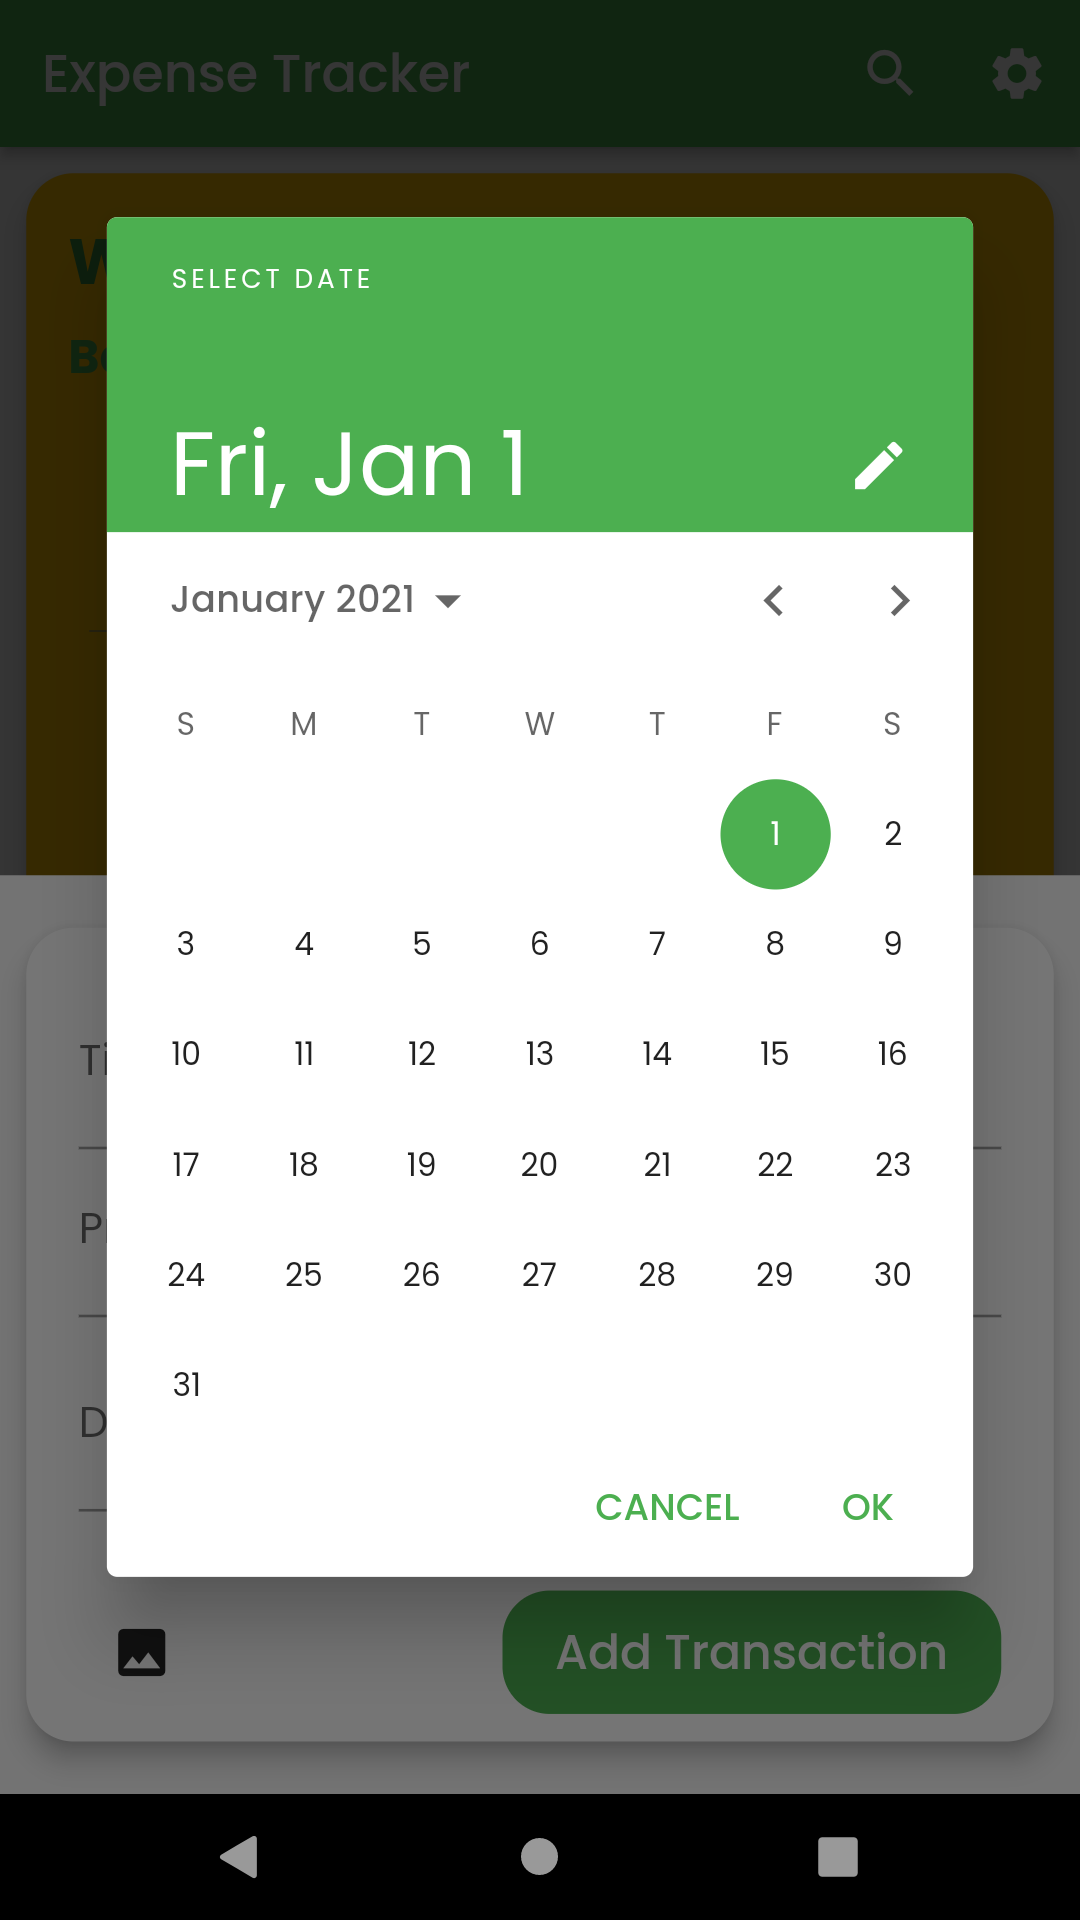 Expense Tracker
SELECT DATE
Fri, Jan 1
January 2021
S M T W T F S
1 2
3 4 5 6 7 8 9
10 11 12 13 14 15 16
17 18 19 20 21 22 23
24 25 26 27 28 29 30
31
CANCEL OK
Add Transaction